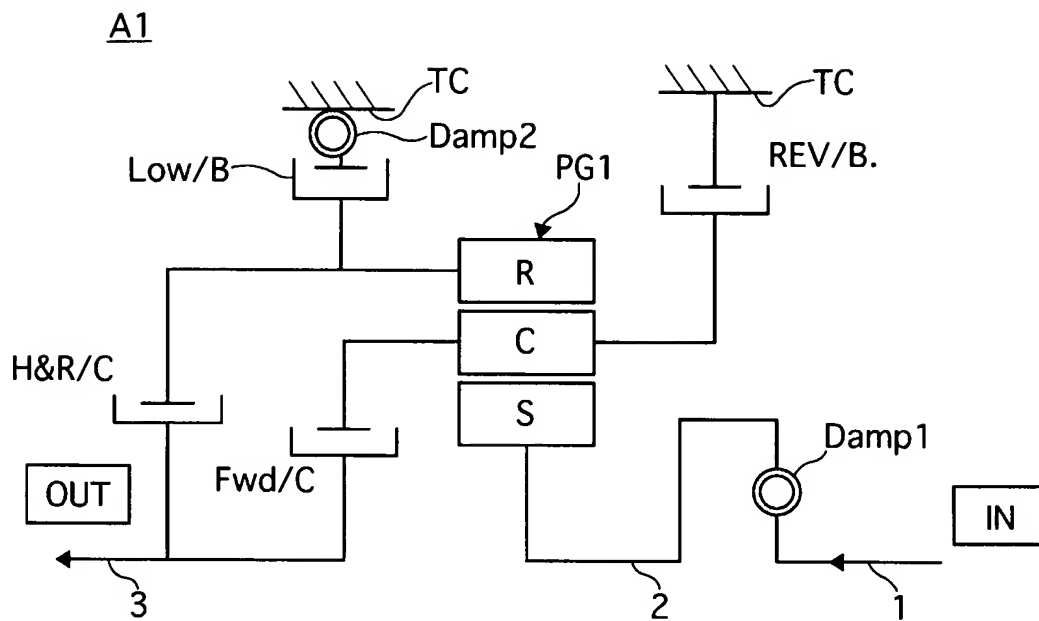 A1
TC
TC
Damp2
Low/B
PG1
REV/B.
R
C
H&R/C
S
Damp1
Fwd/C
OUT
IN
3
2
1